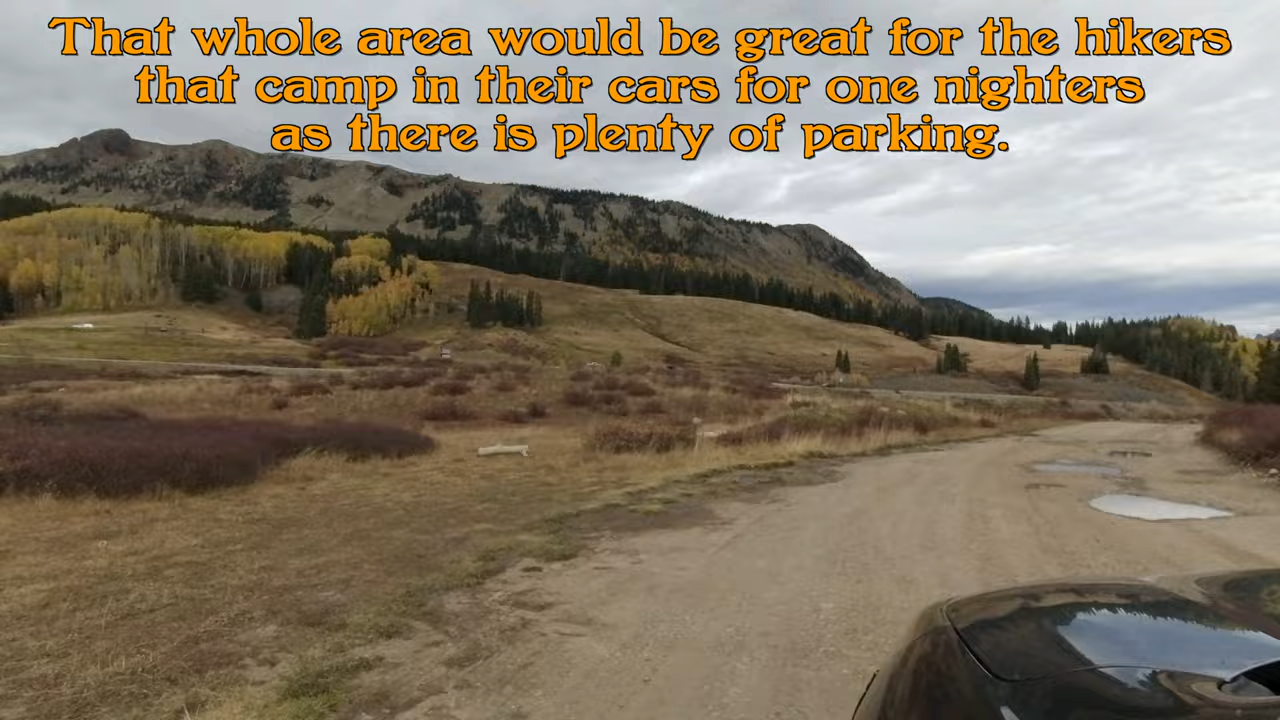 That whole area would be great for the hikers
that camp in their cars for one nighters
as there is plenty of parking.